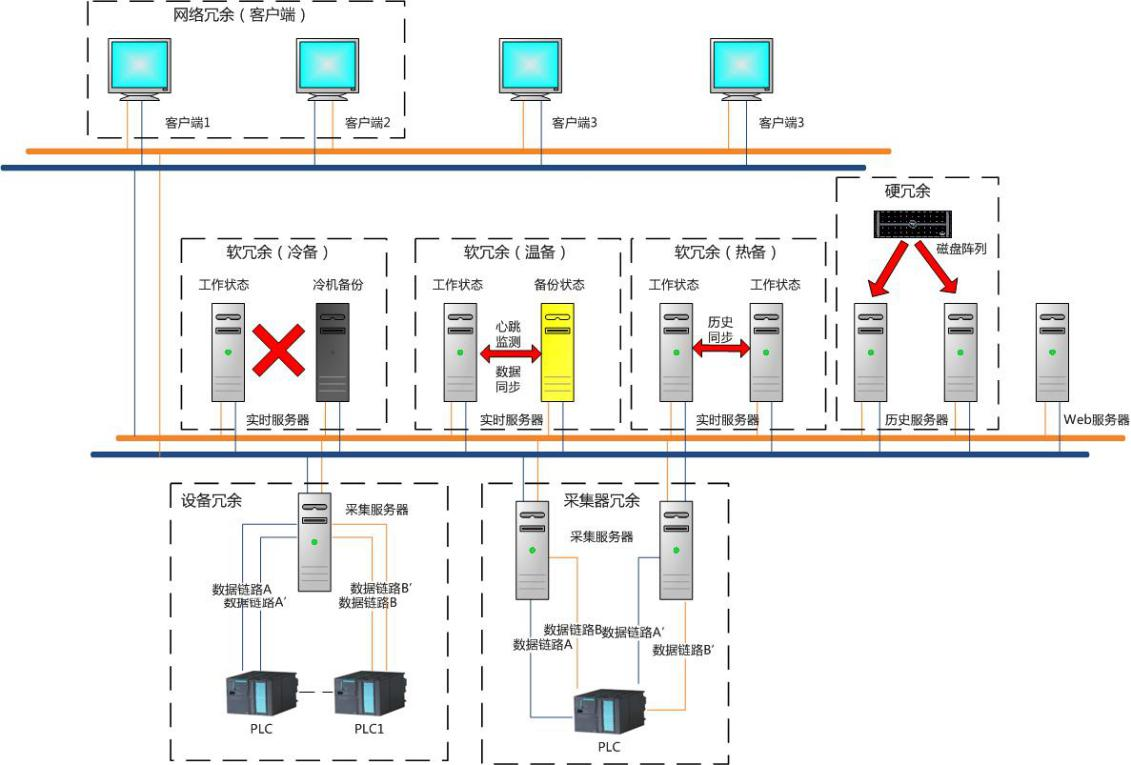 网络冗余（客户端）
客户端1
客户端2
客户端3
客户端3
硬冗余
磁盘阵列
软冗余（冷备）
软冗余（温备）
软冗余（热备）
工作状态
冷机备份
工作状态
备份状态
工作状态
工作状态
心跳
监测
数据
同步
历史
同步
实时服务器
实时服务器
实时服务器
历史服务器
Web服务器
设备冗余
采集服务器
采集器冗余
采集服务器
数据链路A
数据链路A′
数据链路B′
数据链路B
数据链路B
数据链路A′
数据链路A
数据链路B′
PLC
PLC1
PLC